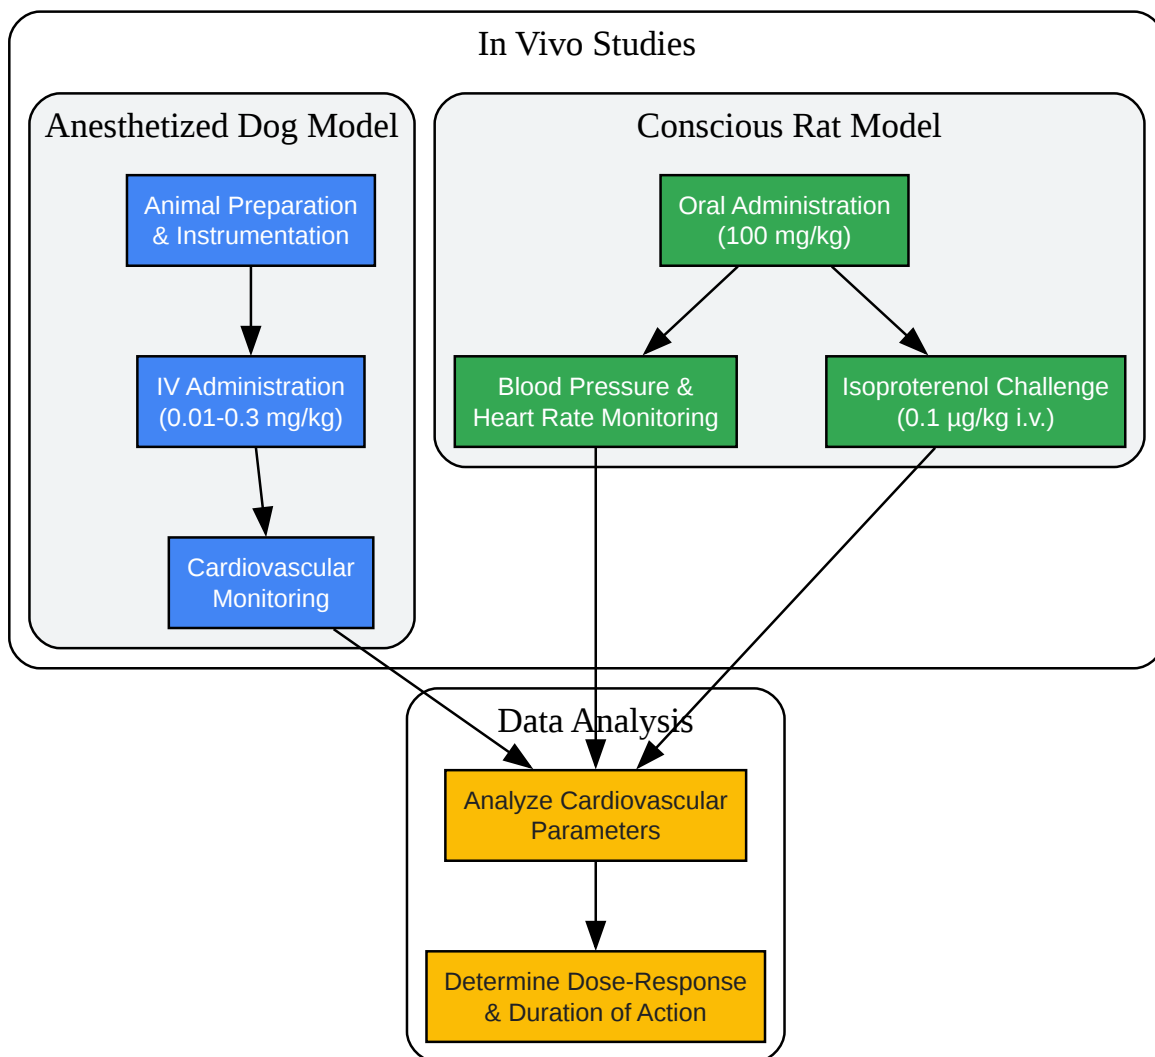 In Vivo Studies
Anesthetized Dog Model
Animal Preparation
& Instrumentation
IV Administration
(0.01-0.3 mg/kg)
Cardiovascular
Monitoring
Conscious Rat Model
Oral Administration
(100 mg/kg)
Blood Pressure &
Heart Rate Monitoring
Isoproterenol Challenge
(0.1 µg/kg i.v.)
Data Analysis
Analyze Cardiovascular
Parameters
Determine Dose-Response
& Duration of Action